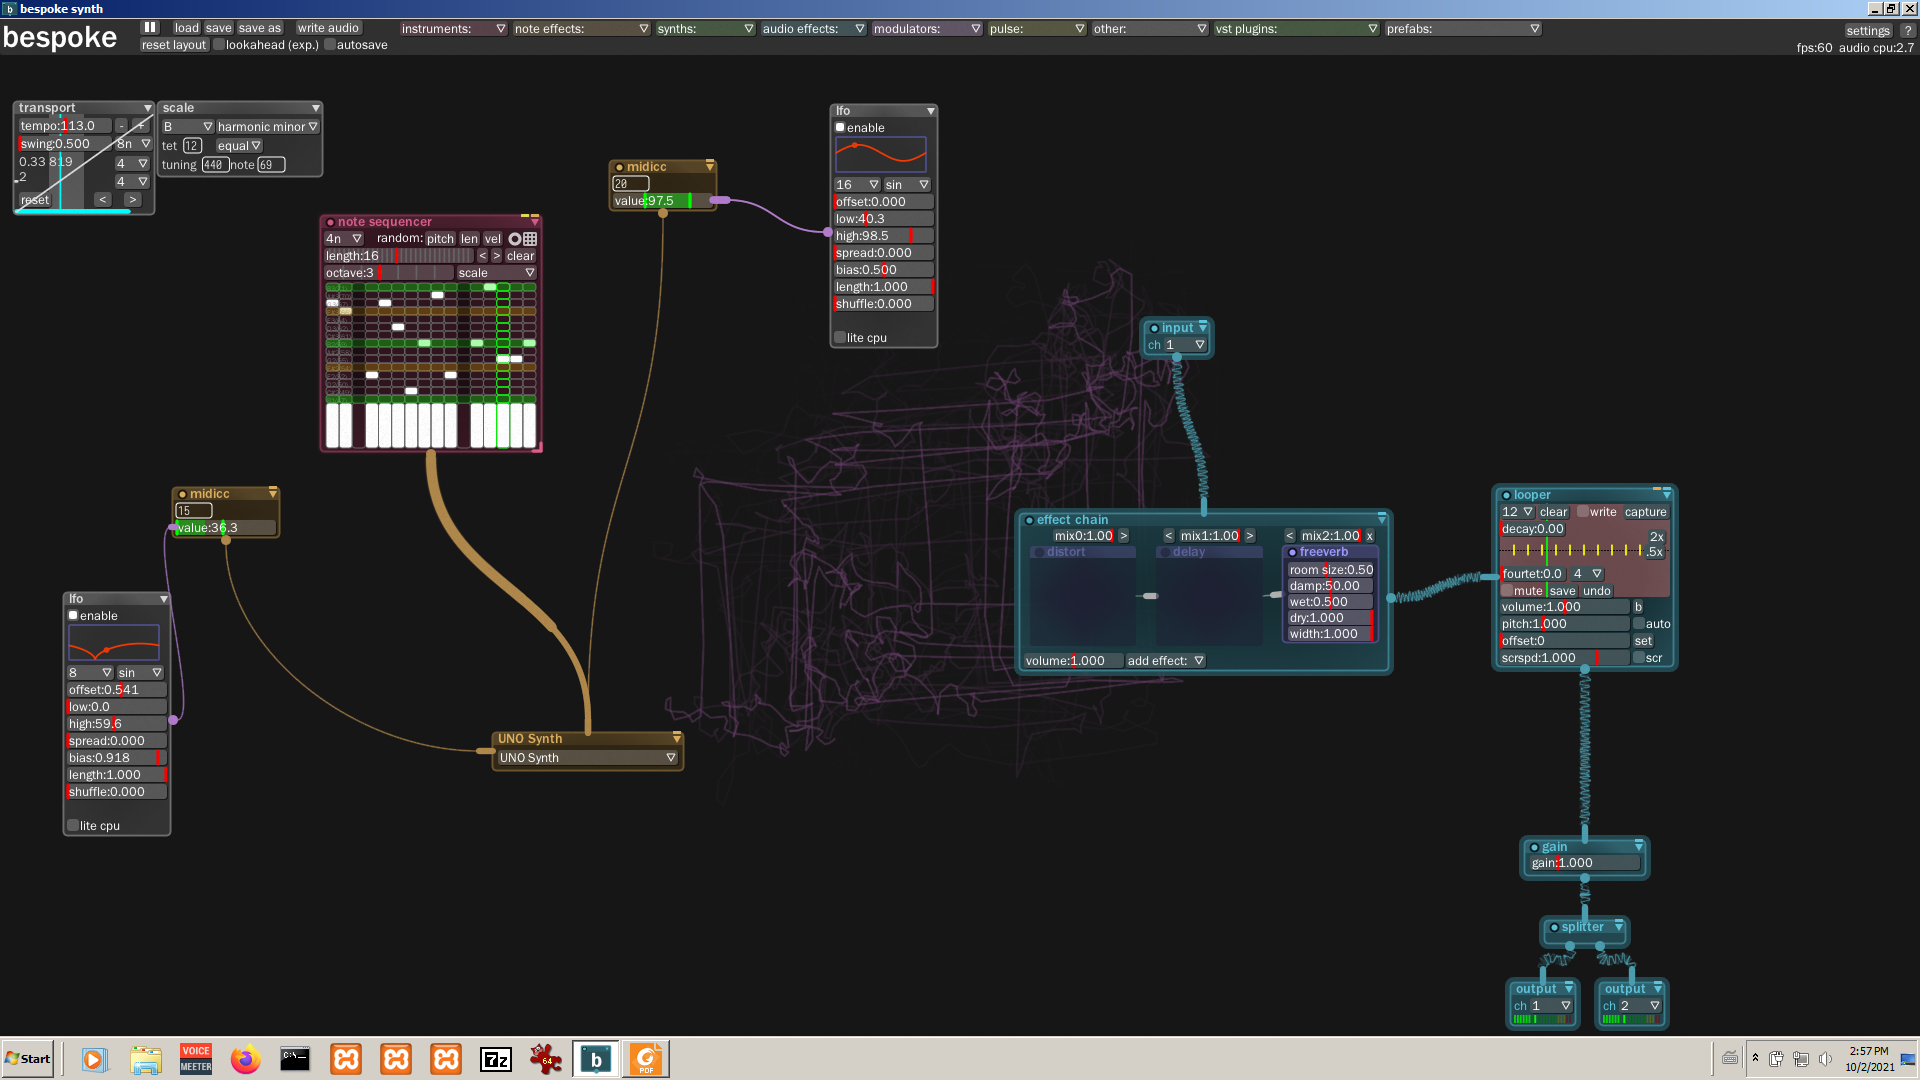 bespoke synth
bespoke
load save save as write audio
reset layout lookahead (exp.) autosave
instruments: note effects: synths: audio effects: modulators: pulse: other: vst plugins: prefabs:
settings ?
fps:60 audio cpu:2.7
transport
tempo:113.0 - +
swing:0.500 8n
0.33 819 4
2 4
reset < >
scale
B harmonic minor
tet 12 equal
tuning 440 note 69
note sequencer
4n random: pitch len vel
length:16 < > clear
octave:3 scale
midicc
20
value:97.5
lfo
enable
16 sin
offset:0.000
low:40.3
high:98.5
spread:0.000
bias:0.500
length:1.000
shuffle:0.000
lite cpu
input
ch 1
midicc
15
value:36.3
lfo
enable
8 sin
offset:0.541
low:0.0
high:59.6
spread:0.000
bias:0.918
length:1.000
shuffle:0.000
lite cpu
UNO Synth
UNO Synth
effect chain
mix0:1.00 > < mix1:1.00 > < mix2:1.00 x
distort delay freeverb
room size:0.50
damp:50.00
wet:0.500
dry:1.000
width:1.000
volume:1.000 add effect:
looper
12 clear write capture
decay:0.00
2x
.5x
fourtet:0.0 4
mute save undo
volume:1.000 b
pitch:1.000 auto
offset:0 set
scrspd:1.000 scr
gain
gain:1.000
splitter
output
ch 1
output
ch 2
Start
VOICE
MEETER
C:\_
7z
64
b
PDF
2:57 PM
10/2/2021